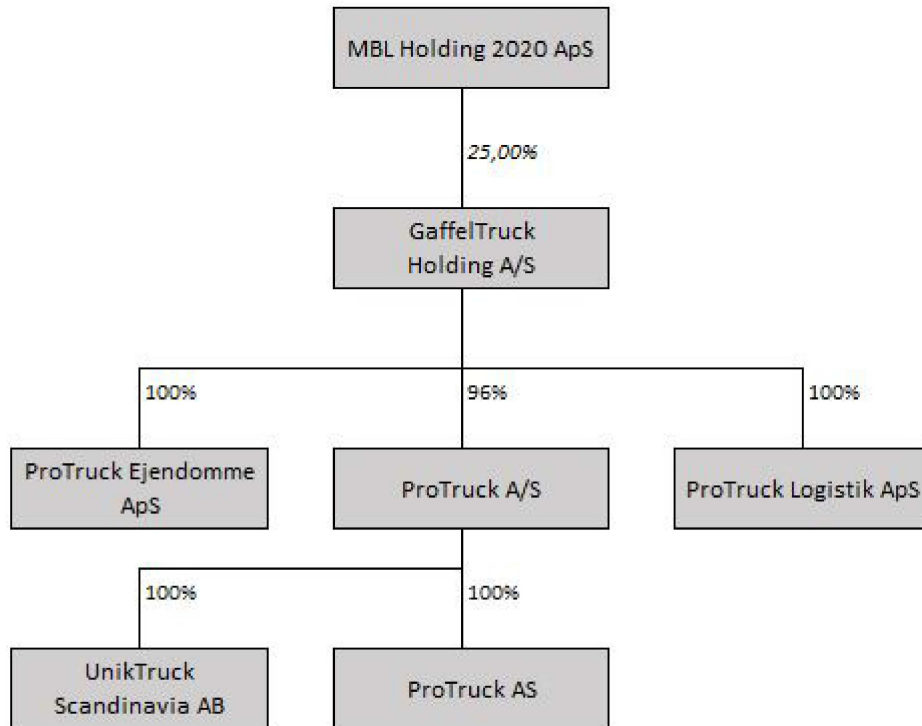 MBL Holding 2020 ApS
25,00%
GaffelTruck
Holding A/S
100%
96%
100%
ProTruck Ejendomme
ApS
ProTruck A/S
ProTruck Logistik ApS
100%
100%
UnikTruck
Scandinavia AB
ProTruck AS